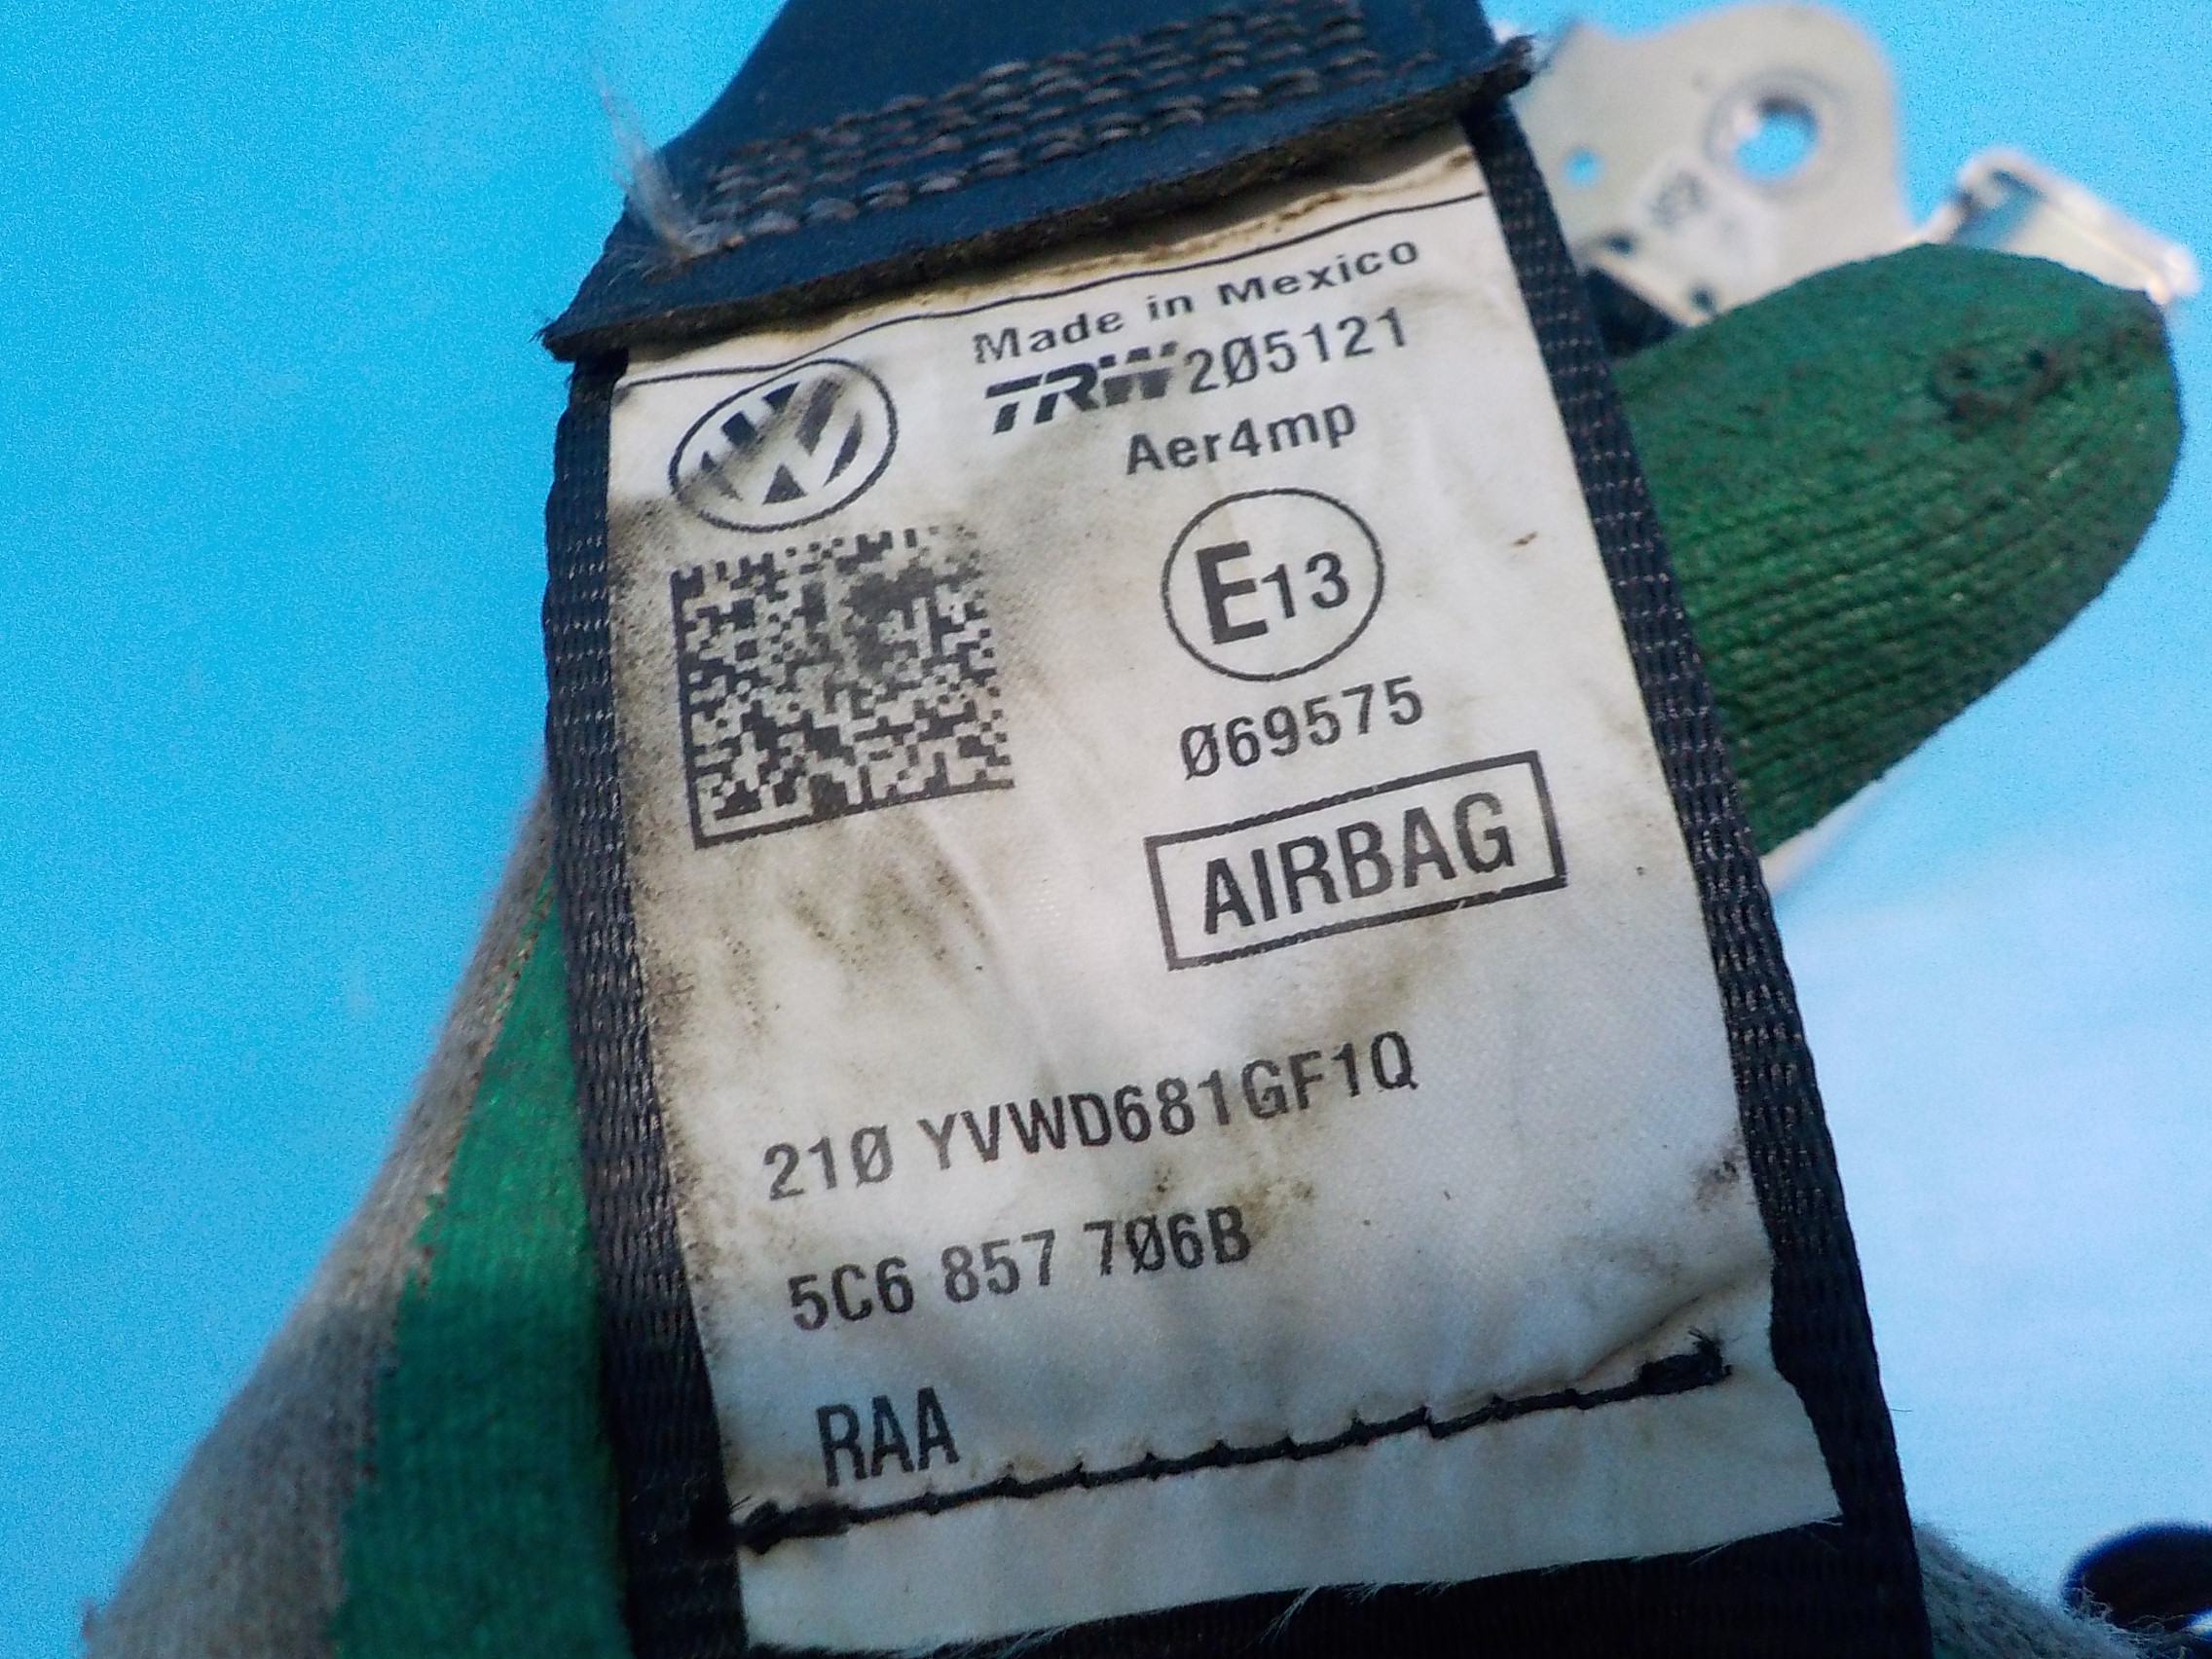 Made in Mexico
TRW 2Ø5121
Aer4mp
E13
Ø69575
AIRBAG
21Ø YVWD681GF1Q
5C6 857 7Ø6B
RAA